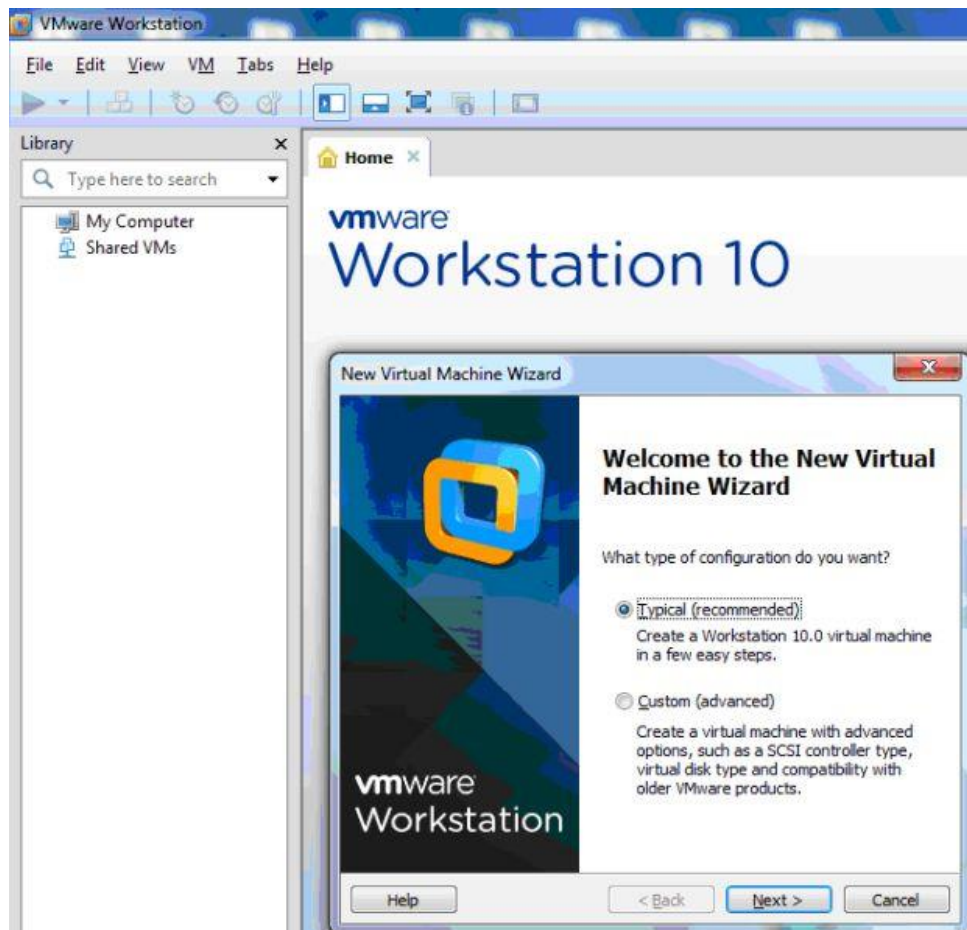 VMware Workstation
File Edit View VM Tabs Help
Library
Type here to search
My Computer
Shared VMs
Home
vmware
Workstation 10
New Virtual Machine Wizard
Welcome to the New Virtual
Machine Wizard
What type of configuration do you want?
Typical (recommended)
Create a Workstation 10.0 virtual machine
in a few easy steps.
Custom (advanced)
Create a virtual machine with advanced
options, such as a SCSI controller type,
virtual disk type and compatibility with
older VMware products.
vmware
Workstation
Help < Back Next > Cancel